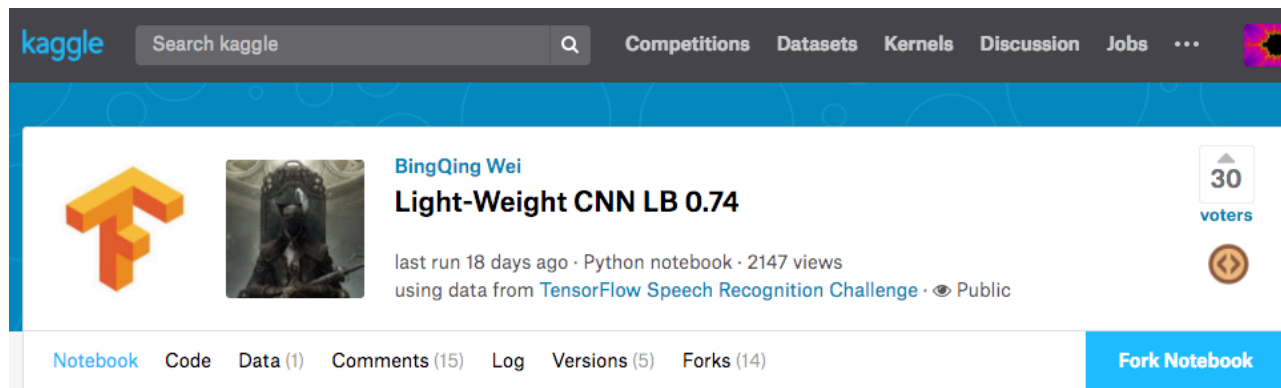 kaggle Search kaggle Competitions Datasets Kernels Discussion Jobs ...
BingQing Wei
Light-Weight CNN LB 0.74
30
voters
last run 18 days ago · Python notebook · 2147 views
using data from TensorFlow Speech Recognition Challenge · Public
Notebook Code Data (1) Comments (15) Log Versions (5) Forks (14) Fork Notebook